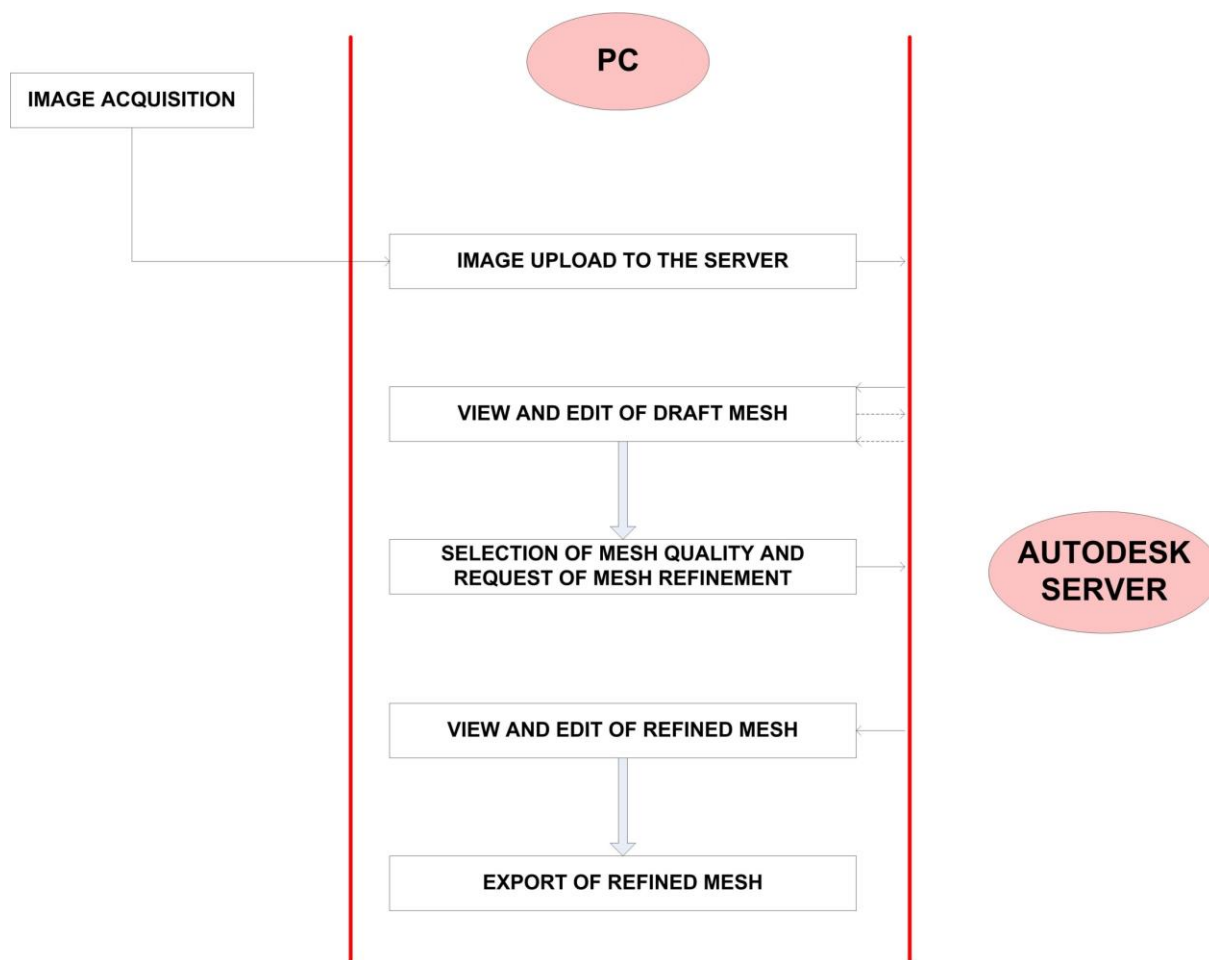 PC
IMAGE ACQUISITION
IMAGE UPLOAD TO THE SERVER
VIEW AND EDIT OF DRAFT MESH
SELECTION OF MESH QUALITY AND
REQUEST OF MESH REFINEMENT
AUTODESK
SERVER
VIEW AND EDIT OF REFINED MESH
EXPORT OF REFINED MESH